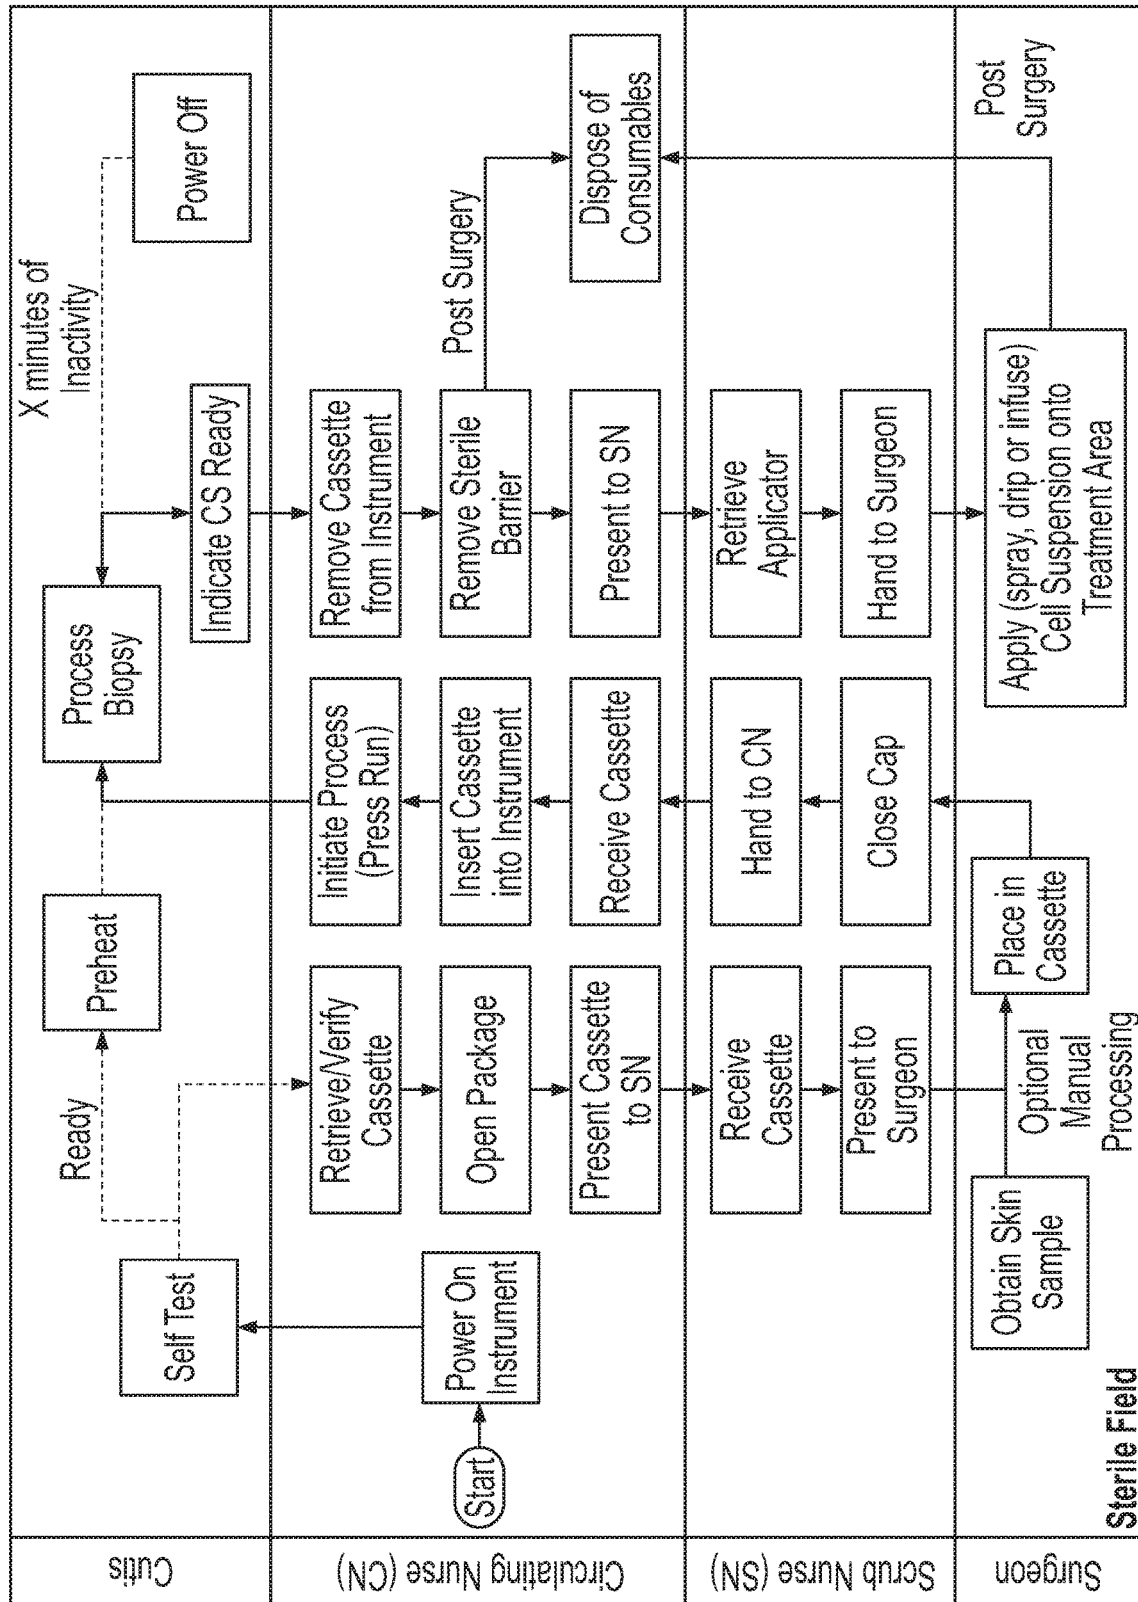 Cutis
Self Test
Ready
Preheat
Process
Biopsy
X minutes of
Inactivity
Indicate CS Ready
Power Off
Circulating Nurse (CN)
Start
Power On
Instrument
Retrieve/Verify
Cassette
Open Package
Present Cassette
to SN
Initiate Process
(Press Run)
Insert Cassette
into Instrument
Receive Cassette
Remove Cassette
from Instrument
Remove Sterile
Barrier
Present to SN
Post Surgery
Dispose of
Consumables
Scrub Nurse (SN)
Receive
Cassette
Present to
Surgeon
Hand to CN
Close Cap
Retrieve
Applicator
Hand to Surgeon
Surgeon
Obtain Skin
Sample
Optional
Manual
Processing
Place in
Cassette
Apply (spray, drip or infuse)
Cell Suspension onto
Treatment Area
Post
Surgery
Sterile Field